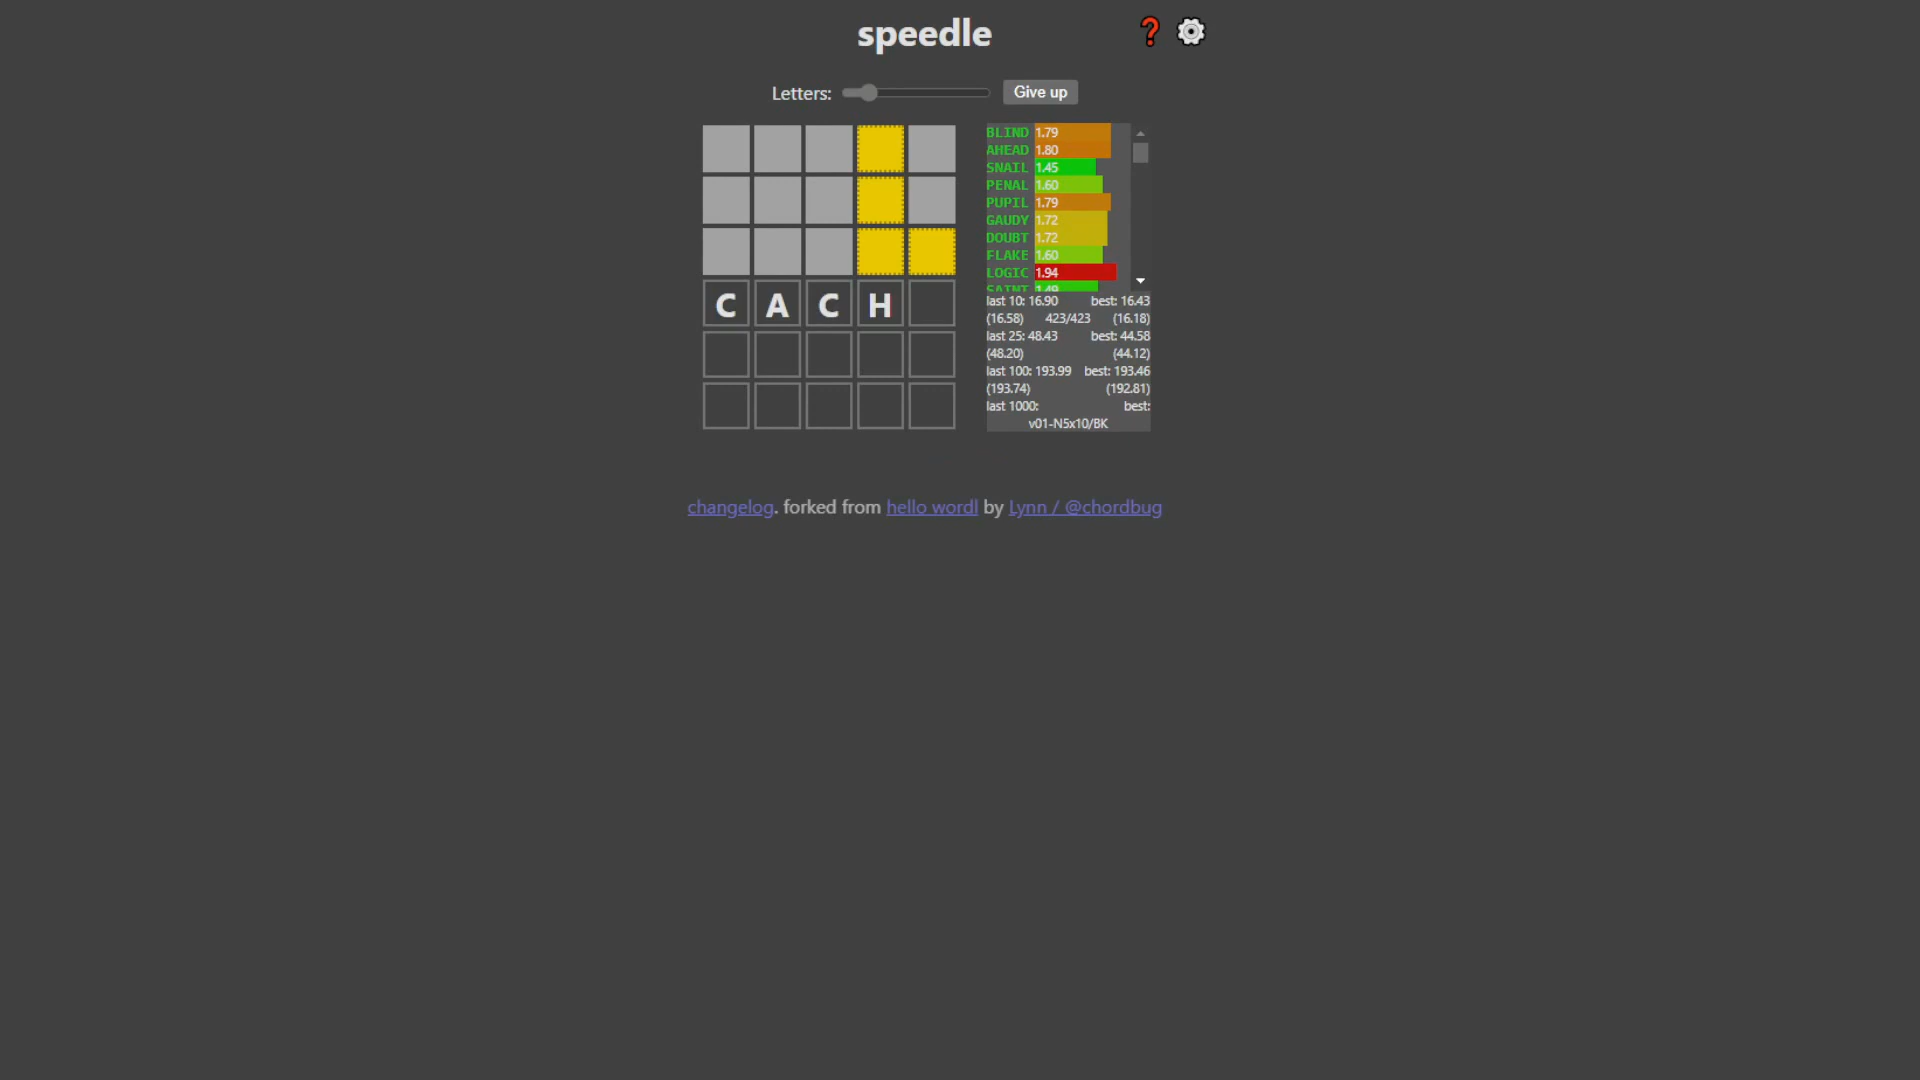 speedle
Letters:
Give up
BLIND 1.79
AHEAD 1.80
SNAIL 1.45
PENAL 1.60
PUPIL 1.79
GAUDY 1.72
DOUBT 1.72
FLAKE 1.60
LOGIC 1.94
SAINT 1.49
C A C H
last 10: 16.90 best: 16.43
(16.58) 423/423 (16.18)
last 25: 48.43 best: 44.58
(48.20) (44.12)
last 100: 193.99 best: 193.46
(193.74) (192.81)
last 1000: best:
v01-N5x10/BK
changelog. forked from hello wordl by Lynn / @chordbug